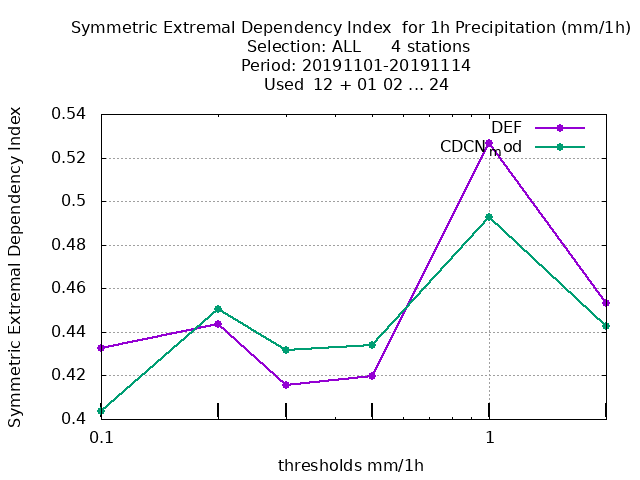 Symmetric Extremal Dependency Index  for 1h Precipitation (mm/1h)
Selection: ALL      4 stations
Period: 20191101-20191114
Used  12 + 01 02 ... 24
Symmetric Extremal Dependency Index
0.54
0.52
0.5
0.48
0.46
0.44
0.42
0.4
DEF
CDCN_mod
0.1
1
thresholds mm/1h